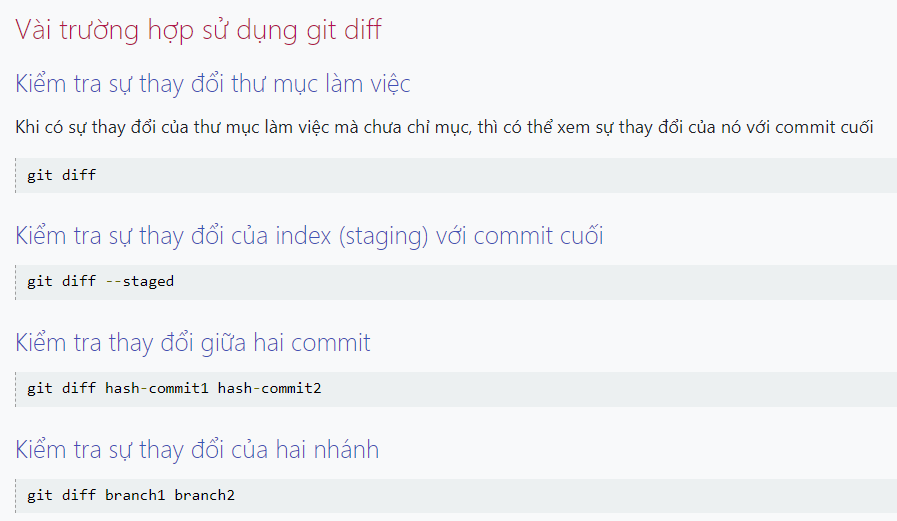 Vài trường hợp sử dụng git diff
Kiểm tra sự thay đổi thư mục làm việc
Khi có sự thay đổi của thư mục làm việc mà chưa chỉ mục, thì có thể xem sự thay đổi của nó với commit cuối
git diff
Kiểm tra sự thay đổi của index (staging) với commit cuối
git diff --staged
Kiểm tra thay đổi giữa hai commit
git diff hash-commit1 hash-commit2
Kiểm tra sự thay đổi của hai nhánh
git diff branch1 branch2